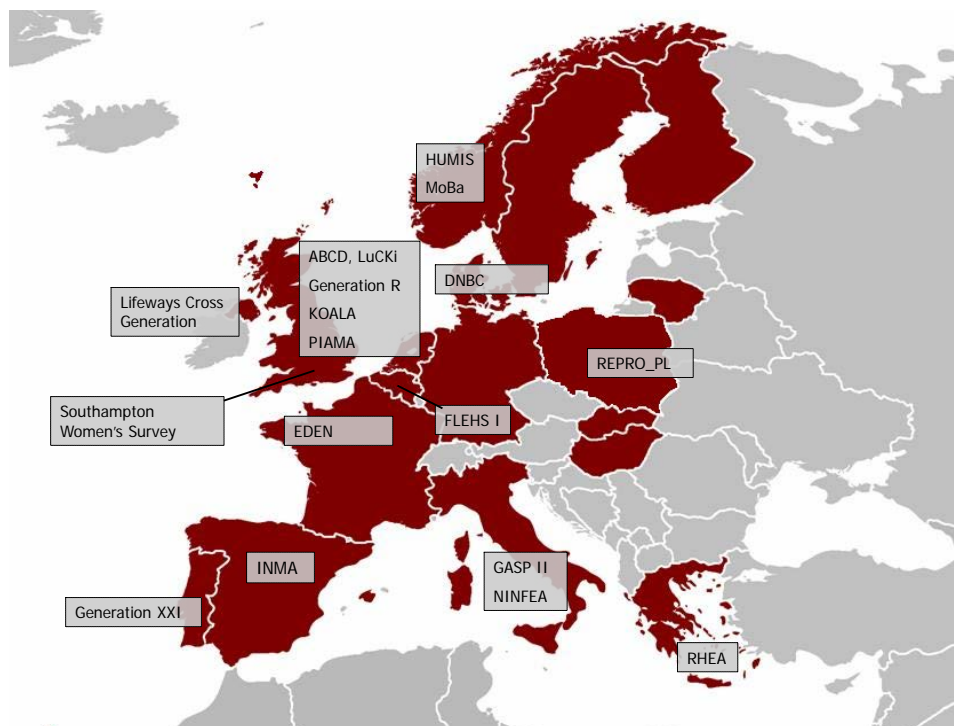 HUMIS
MoBa
ABCD, LuCKi
Generation R
KOALA
PIAMA
DNBC
Lifeways Cross
Generation
REPRO_PL
Southampton
Women's Survey
EDEN
FLEHS I
INMA
GASP II
NINFEA
Generation XXI
RHEA